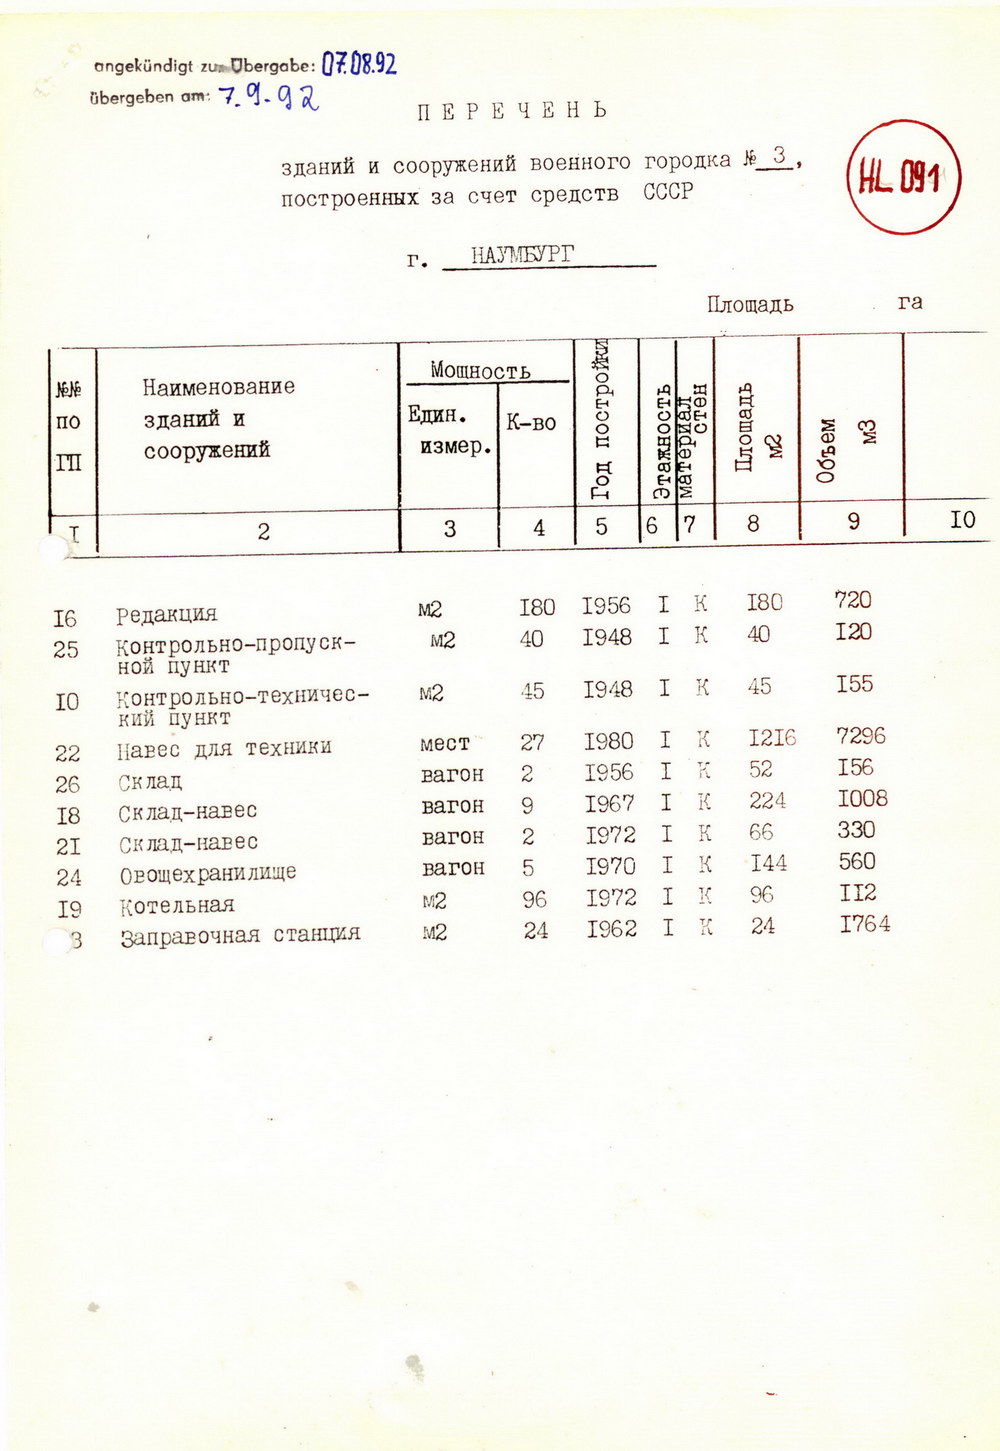 angekündigt zur Übergabe: 07.08.92
übergeben am: 7.9.92
ПЕРЕЧЕНЬ
зданий и сооружений военного городка № 3,
построенных за счет средств СССР
HL 091
г. НАУМБУРГ
Площадь га
№№ по ГП Наименование зданий и сооружений Мощность Един. измер. К-во Год постройки Этажность материал стен Площадь м2 Объем м3
I 2 3 4 5 6 7 8 9 IO
I6 Редакция м2 I80 I956 I К I80 720
25 Контрольно-пропуск- м2 40 I948 I К 40 I20
ной пункт
IO Контрольно-техничес- м2 45 I948 I К 45 I55
кий пункт
22 Навес для техники мест 27 I980 I К I2I6 7296
26 Склад вагон 2 I956 I К 52 I56
I8 Склад-навес вагон 9 I967 I К 224 I008
2I Склад-навес вагон 2 I972 I К 66 330
24 Овощехранилище вагон 5 I970 I К I44 560
I9 Котельная м2 96 I972 I К 96 II2
3 Заправочная станция м2 24 I962 I К 24 I764